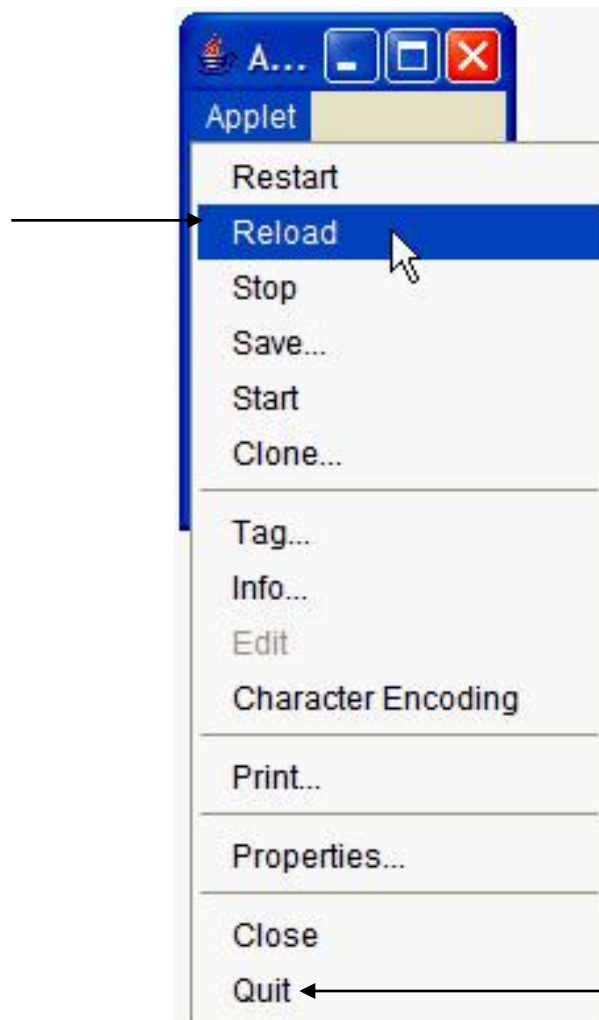 A...
Applet
Restart
Reload
Stop
Save...
Start
Clone...
Tag...
Info...
Edit
Character Encoding
Print...
Properties...
Close
Quit